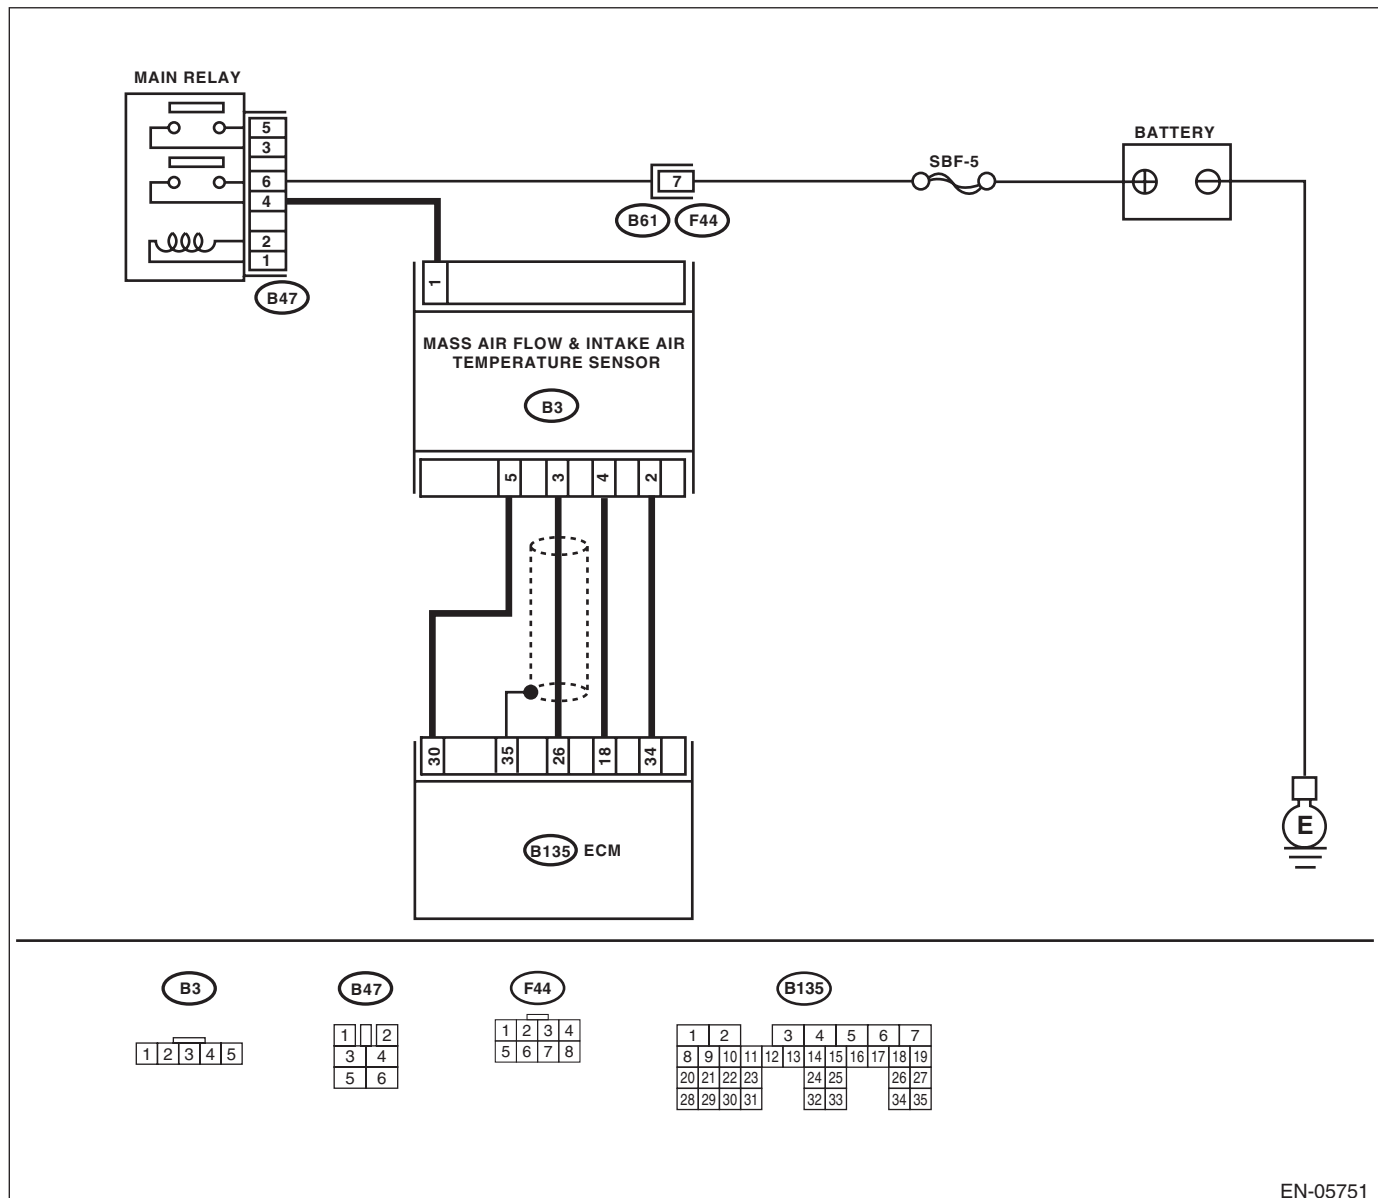 MAIN RELAY
5
3
6
4
2
1
B47
7
B61 F44
SBF-5
BATTERY
1
MASS AIR FLOW & INTAKE AIR
TEMPERATURE SENSOR
B3
5 3 4 2
30 35 26 18 34
B135 ECM
E
B3
1 2 3 4 5
B47
1 2
3 4
5 6
F44
1 2 3 4
5 6 7 8
B135
1 2 3 4 5 6 7
8 9 10 11 12 13 14 15 16 17 18 19
20 21 22 23 24 25 26 27
28 29 30 31 32 33 34 35
EN-05751